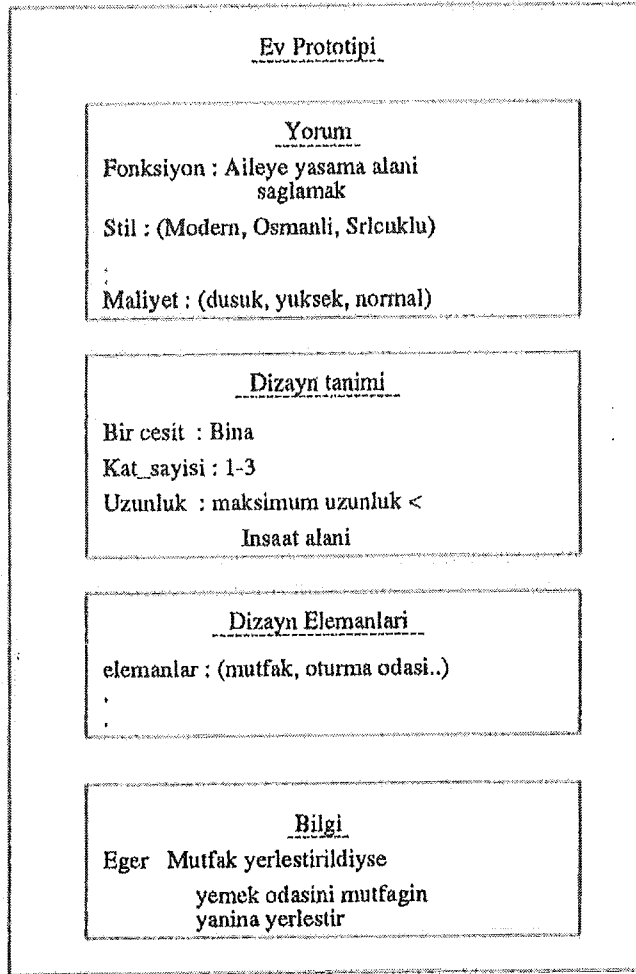 Ev Prototipi
Yorum
Fonksiyon : Aileye yasama alani
saglamak
Stil : (Modern, Osmanli, Srlcuklu)
.
.
Maliyet : (dusuk, yuksek, normal)
Dizayn tanimi
Bir cesit : Bina
Kat_sayisi : 1-3
Uzunluk : maksimum uzunluk <
Insaat alani
Dizayn Elemanlari
elemanlar : (mutfak, oturma odasi..)
.
.
Bilgi
Eger Mutfak yerlestirildiyse
yemek odasini mutfagin
yanina yerlestir